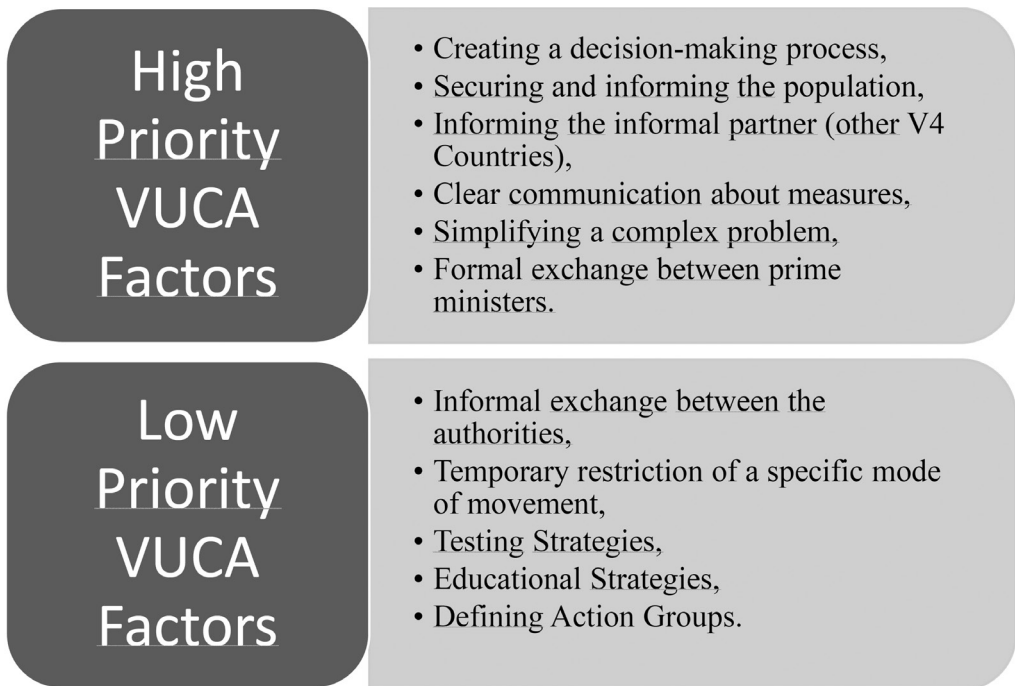 High
Priority
VUCA
Factors
• Creating a decision-making process,
• Securing and informing the population,
• Informing the informal partner (other V4
Countries),
• Clear communication about measures,
• Simplifying a complex problem,
• Formal exchange between prime
ministers.
Low
Priority
VUCA
Factors
• Informal exchange between the
authorities,
• Temporary restriction of a specific mode
of movement,
• Testing Strategies,
• Educational Strategies,
• Defining Action Groups.